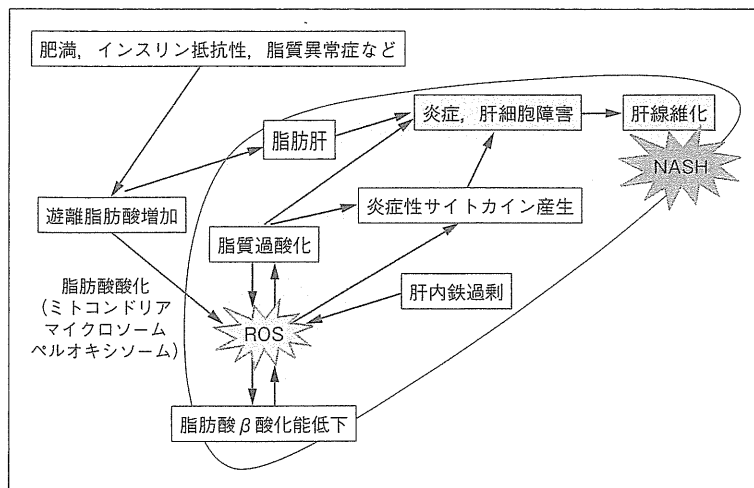 肥満，インスリン抵抗性，脂質異常症など
炎症，肝細胞障害
肝線維化
脂肪肝
NASH
遊離脂肪酸増加
炎症性サイトカイン産生
脂質過酸化
脂肪酸酸化
（ミトコンドリア
マイクロソーム
ペルオキシソーム）
肝内鉄過剰
ROS
脂肪酸β酸化能低下